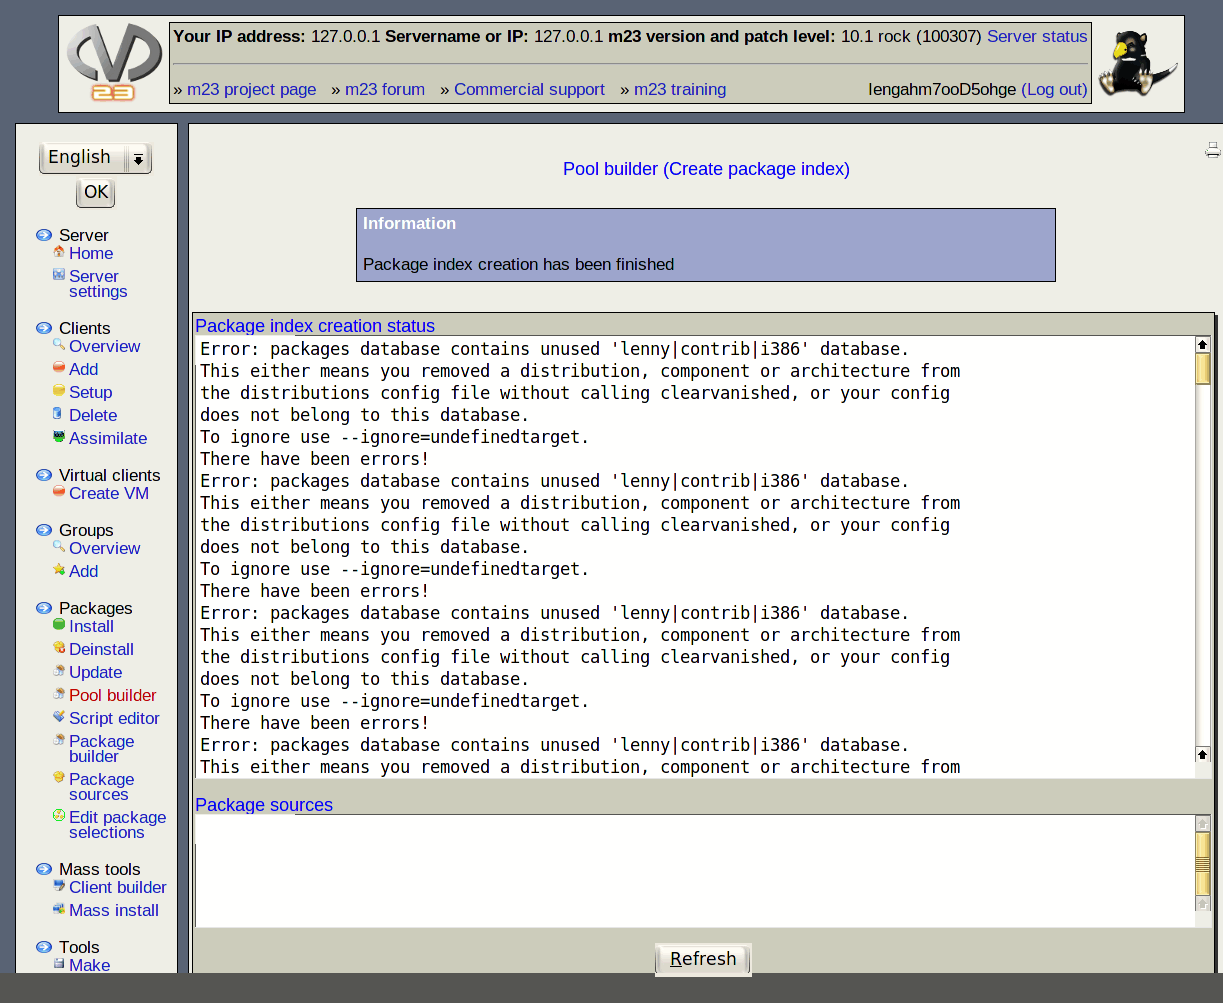 Your IP address: 127.0.0.1 Servername or IP: 127.0.0.1 m23 version and patch level: 10.1 rock (100307) Server status
» m23 project page » m23 forum » Commercial support » m23 training Iengahm7ooD5ohge (Log out)
23
English
OK
Server
Home
Server
settings
Clients
Overview
Add
Setup
Delete
Assimilate
Virtual clients
Create VM
Groups
Overview
Add
Packages
Install
Deinstall
Update
Pool builder
Script editor
Package
builder
Package
sources
Edit package
selections
Mass tools
Client builder
Mass install
Tools
Make
Pool builder (Create package index)
Information
Package index creation has been finished
Package index creation status
Error: packages database contains unused 'lenny|contrib|i386' database.
This either means you removed a distribution, component or architecture from
the distributions config file without calling clearvanished, or your config
does not belong to this database.
To ignore use --ignore=undefinedtarget.
There have been errors!
Error: packages database contains unused 'lenny|contrib|i386' database.
This either means you removed a distribution, component or architecture from
the distributions config file without calling clearvanished, or your config
does not belong to this database.
To ignore use --ignore=undefinedtarget.
There have been errors!
Error: packages database contains unused 'lenny|contrib|i386' database.
This either means you removed a distribution, component or architecture from
the distributions config file without calling clearvanished, or your config
does not belong to this database.
To ignore use --ignore=undefinedtarget.
There have been errors!
Error: packages database contains unused 'lenny|contrib|i386' database.
This either means you removed a distribution, component or architecture from
Package sources
Refresh